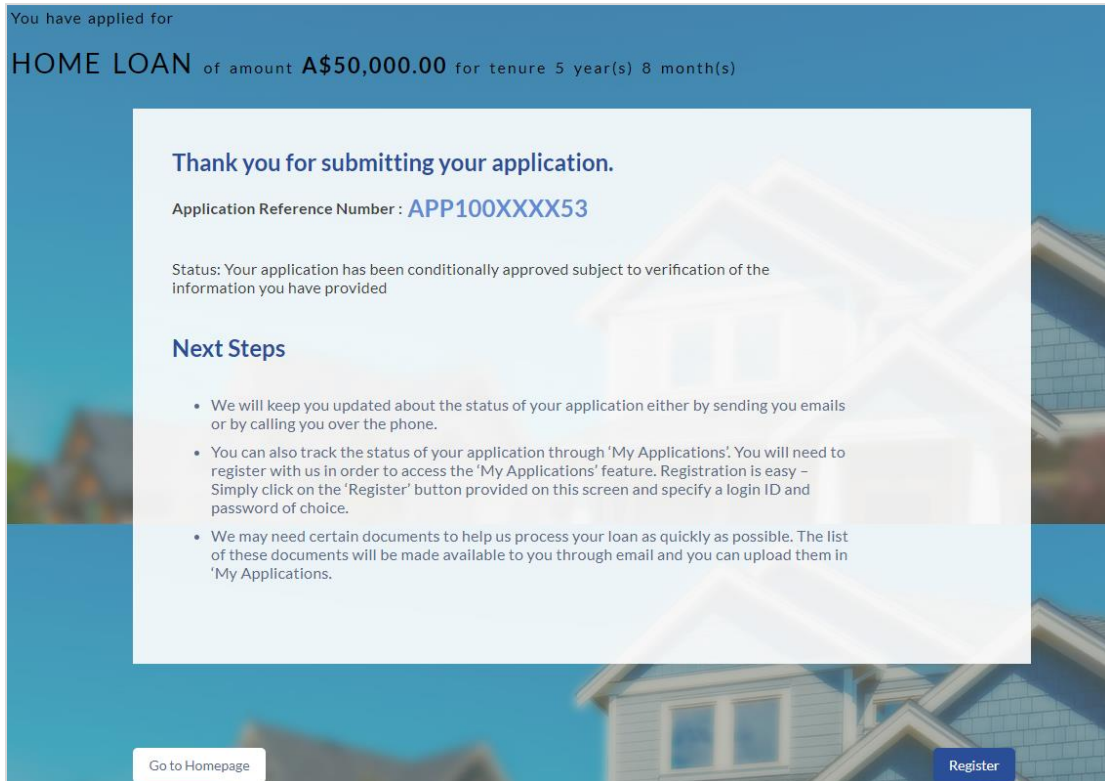 You have applied for
HOME LOAN of amount A$50,000.00 for tenure 5 year(s) 8 month(s)
Thank you for submitting your application.
Application Reference Number : APP100XXXX53
Status: Your application has been conditionally approved subject to verification of the
information you have provided
Next Steps
• We will keep you updated about the status of your application either by sending you emails
or by calling you over the phone.
• You can also track the status of your application through ‘My Applications’. You will need to
register with us in order to access the ‘My Applications’ feature. Registration is easy –
Simply click on the ‘Register’ button provided on this screen and specify a login ID and
password of choice.
• We may need certain documents to help us process your loan as quickly as possible. The list
of these documents will be made available to you through email and you can upload them in
‘My Applications.
Go to Homepage
Register